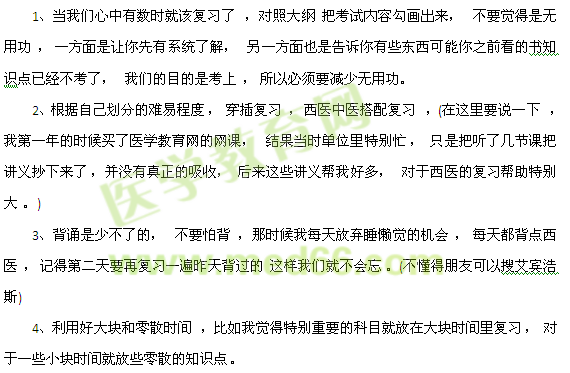 1、当我们心中有数时就该复习了 ，对照大纲 把考试内容勾画出来， 不要觉得是无
用功 ，一方面是让你先有系统了解， 另一方面也是告诉你有些东西可能你之前看的书知
识点已经不考了， 我们的目的是考上 ，所以必须要减少无用功。
2、根据自己划分的难易程度 ，穿插复习 ，西医中医搭配复习 ，(在这里要说一下 ，
我第一年的时候买了医学教育网的网课， 结果当时单位里特别忙 ，只是把听了几节课把
讲义抄下来了 ，并没有真正的吸收， 后来这些讲义帮我好多， 对于西医的复习帮助特别
大 。)
3、背诵是少不了的， 不要怕背 ，那时候我每天放弃睡懒觉的机会 ，每天都背点西
医 ，记得第二天要再复习一遍昨天背过的 这样我们就不会忘 。(不懂得朋友可以搜艾宾浩
斯)
4、利用好大块和零散时间 ，比如我觉得特别重要的科目就放在大块时间里复习 ，对
于一些小块时间就放些零散的知识点 。
医学教育网
www.med66.com